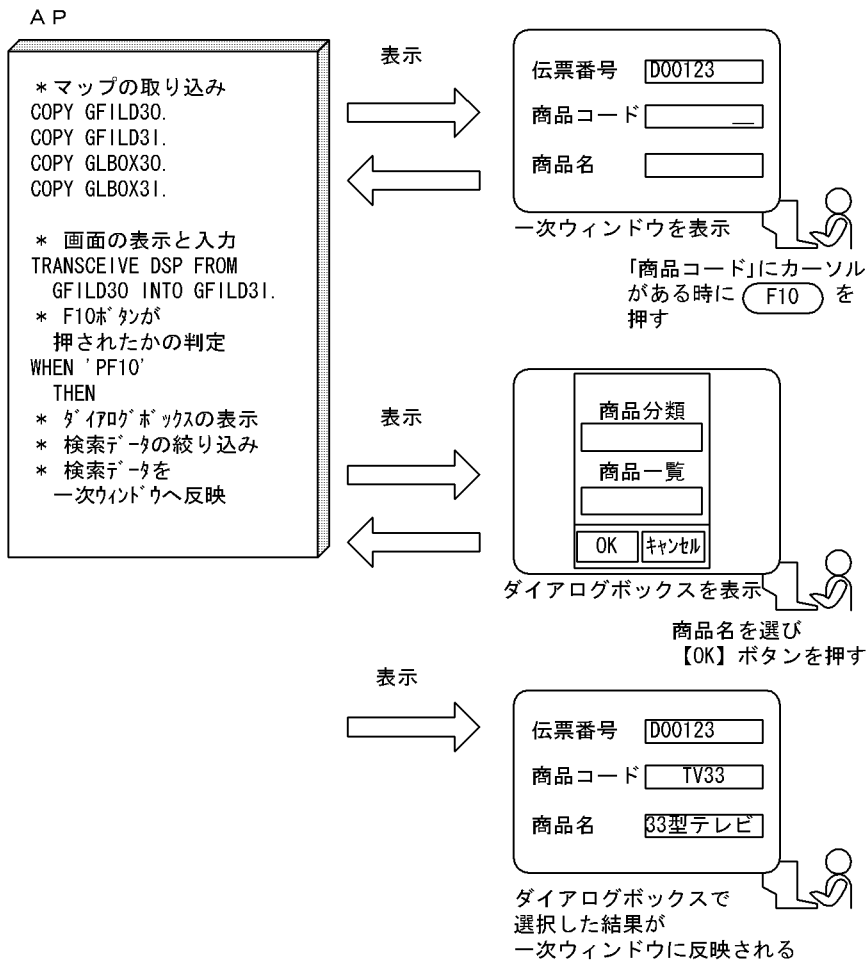 AP
*マップの取り込み
COPY GFILD30.
COPY GFILD3I.
COPY GLBOX30.
COPY GLBOX3I.
* 画面の表示と入力
TRANSCEIVE DSP FROM
GFILD30 INTO GFILD3I.
* F10ﾎﾞﾀﾝが
押されたかの判定
WHEN 'PF10'
THEN
* ﾀﾞｲｱﾛｸﾞﾎﾞｯｸｽの表示
* 検索ﾃﾞｰﾀの絞り込み
* 検索ﾃﾞｰﾀを
一次ｳｨﾝﾄﾞｳへ反映
表示
伝票番号 D00123
商品コード
商品名
一次ウィンドウを表示
「商品コード」にカーソル
がある時に F10 を
押す
表示
商品分類
商品一覧
OK ｷｬﾝｾﾙ
ダイアログボックスを表示
商品名を選び
【OK】ボタンを押す
表示
伝票番号 D00123
商品コード TV33
商品名 33型テレビ
ダイアログボックスで
選択した結果が
一次ウィンドウに反映される